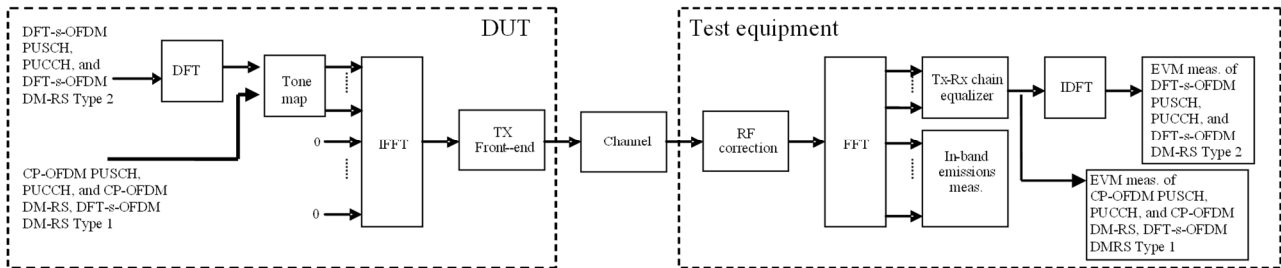 DUT
DFT-s-OFDM
PUSCH,
PUCCH, and
DFT-s-OFDM
DM-RS Type 2
DFT
Tone
map
CP-OFDM PUSCH,
PUCCH, and CP-OFDM
DM-RS, DFT-s-OFDM
DM-RS Type 1
0
0
IFFT
TX
Front--end
Channel
Test equipment
RF
correction
FFT
Tx-Rx chain
equalizer
In-band
emissions
meas.
IDFT
EVM meas. of
DFT-s-OFDM
PUSCH,
PUCCH, and
DFT-s-OFDM
DM-RS Type 2
EVM meas. of
CP-OFDM PUSCH,
PUCCH, and CP-OFDM
DM-RS, DFT-s-OFDM
DMRS Type 1